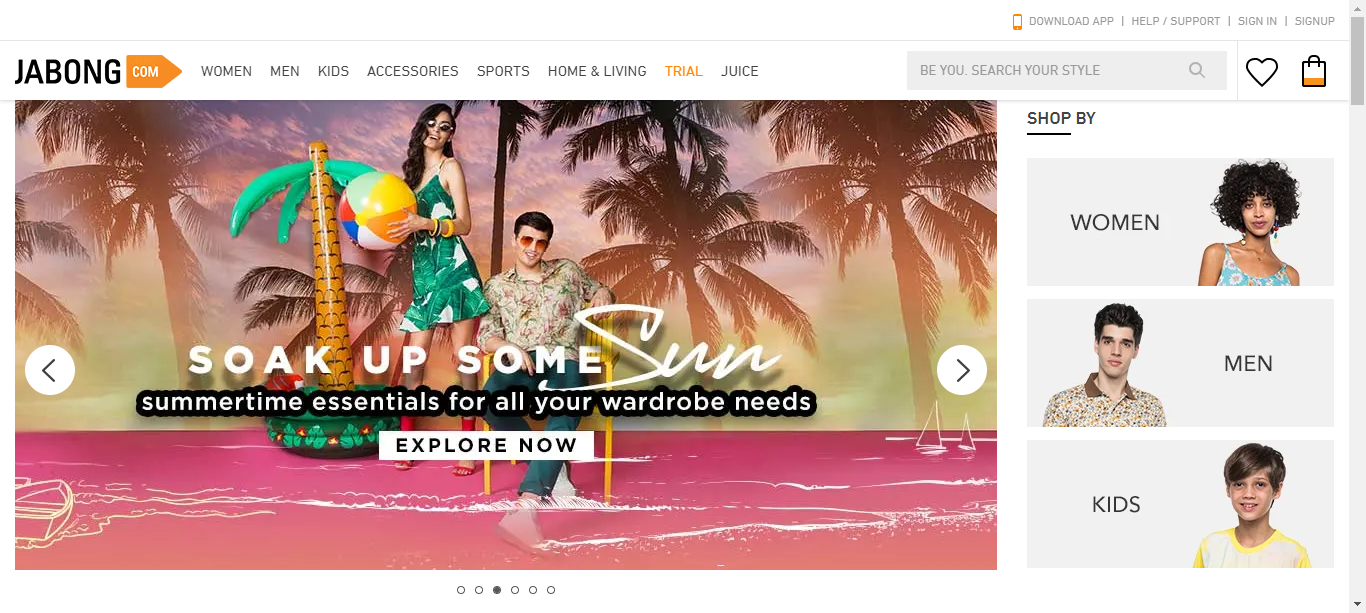 DOWNLOAD APP | HELP / SUPPORT | SIGN IN | SIGNUP
JABONG COM WOMEN MEN KIDS ACCESSORIES SPORTS HOME & LIVING TRIAL JUICE BE YOU. SEARCH YOUR STYLE
SOAK UP SOME Sun
summertime essentials for all your wardrobe needs
EXPLORE NOW
SHOP BY
WOMEN
MEN
KIDS